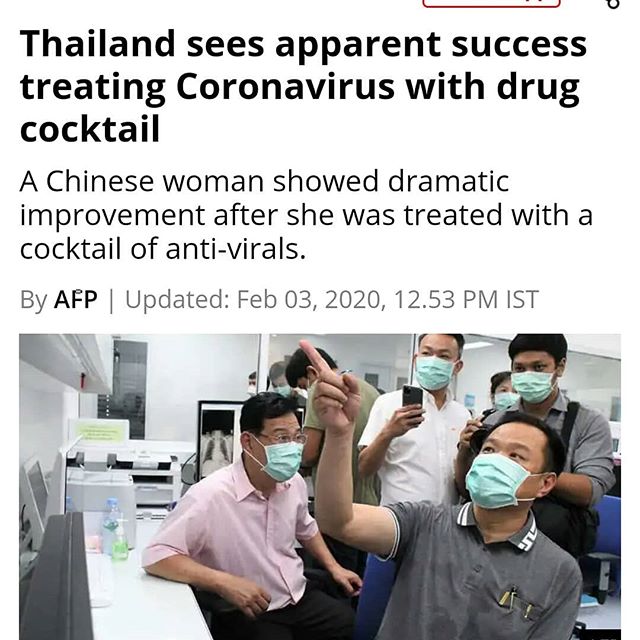 Thailand sees apparent success
treating Coronavirus with drug
cocktail
A Chinese woman showed dramatic
improvement after she was treated with a
cocktail of anti-virals.
By AFP | Updated: Feb 03, 2020, 12.53 PM IST